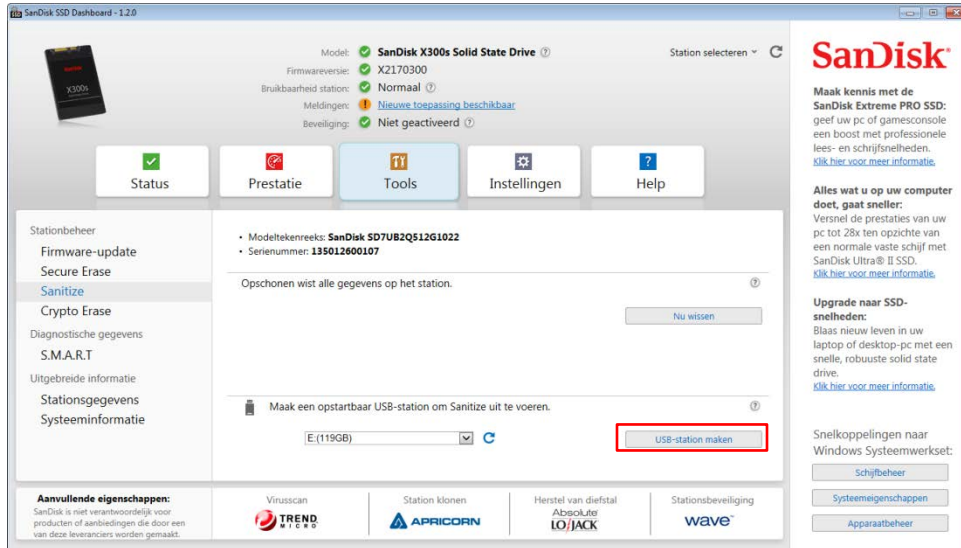 SanDisk SSD Dashboard - 1.2.0
SanDisk
X300s
Model: SanDisk X300s Solid State Drive ?
Station selecteren
Firmwareversie: X2170300
Bruikbaarheid station: Normaal ?
Meldingen: ! Nieuwe toepassing beschikbaar
Beveiliging: Niet geactiveerd ?
Status
Prestatie
Tools
Instellingen
?
Help
Stationbeheer
Firmware-update
Secure Erase
Sanitize
Crypto Erase
Diagnostische gegevens
S.M.A.R.T
Uitgebreide informatie
Stationsgegevens
Systeeminformatie
• Modeltekenreeks: SanDisk SD7UB2Q512G1022
• Serienummer: 135012600107
Opschonen wist alle gegevens op het station. ?
Nu wissen
Maak een opstartbaar USB-station om Sanitize uit te voeren. ?
E:(119GB)
USB-station maken
Aanvullende eigenschappen:
SanDisk is niet verantwoordelijk voor
producten of aanbiedingen die door een
van deze leveranciers worden gemaakt.
Virusscan
TREND
MICRO
Station klonen
APRICORN
Herstel van diefstal
Absolute
LO/JACK
Stationsbeveiliging
wave
SanDisk
Maak kennis met de
SanDisk Extreme PRO SSD:
geef uw pc of gamesconsole
een boost met professionele
lees- en schrijfsnelheden.
Klik hier voor meer informatie.
Alles wat u op uw computer
doet, gaat sneller:
Versnel de prestaties van uw
pc tot 28x ten opzichte van
een normale vaste schijf met
SanDisk Ultra® II SSD.
Klik hier voor meer informatie.
Upgrade naar SSD-
snelheden:
Blaas nieuw leven in uw
laptop of desktop-pc met een
snelle, robuuste solid state
drive.
Klik hier voor meer informatie.
Snelkoppelingen naar
Windows Systeemwerkset:
Schijfbeheer
Systeemeigenschappen
Apparaatbeheer